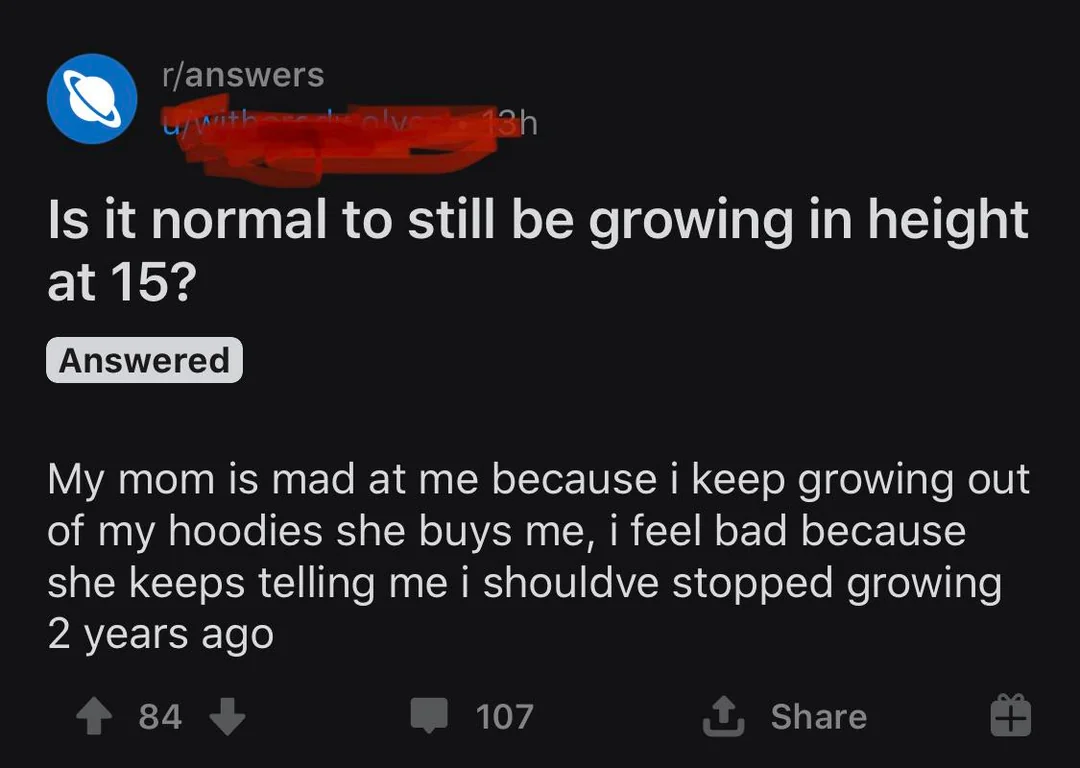 r/answers
13h
Is it normal to still be growing in height
at 15?
Answered
My mom is mad at me because i keep growing out
of my hoodies she buys me, i feel bad because
she keeps telling me i shouldve stopped growing
2 years ago
84
107
Share